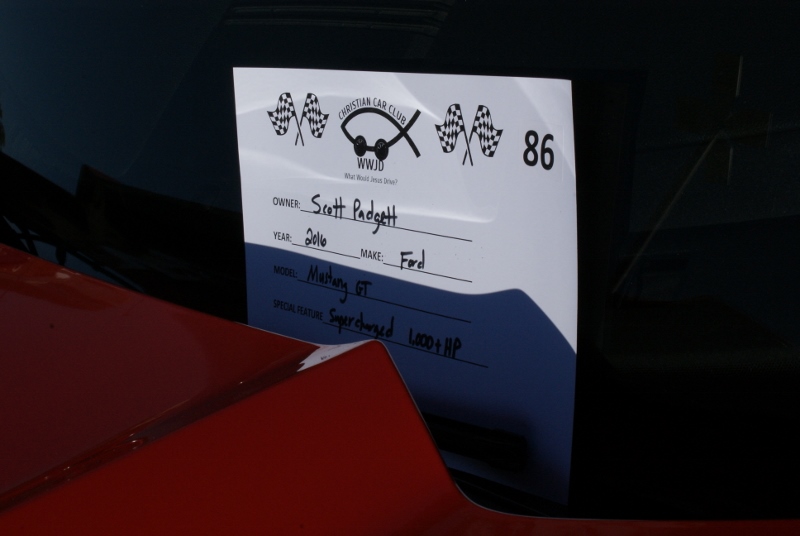 CHRISTIAN CAR CLUB
WWJD
What Would Jesus Drive?
86
OWNER: Scott Padgett
YEAR: 2016 MAKE: Ford
MODEL: Mustang GT
SPECIAL FEATURE Supercharged 1,000+HP